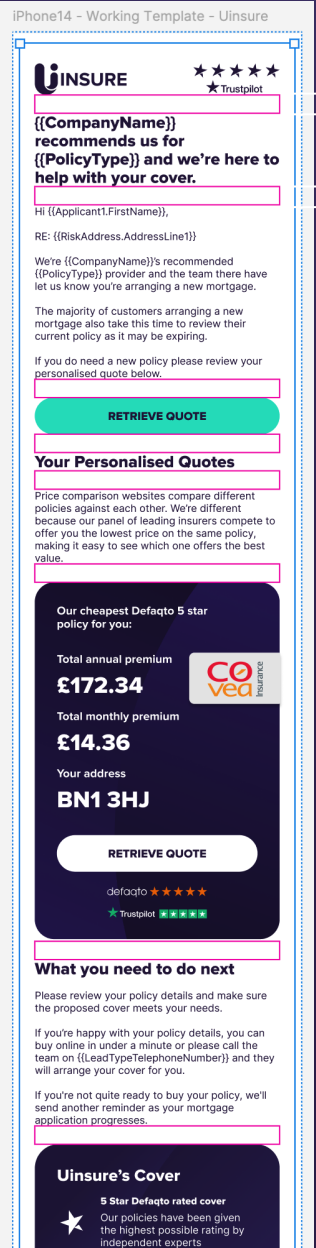 iPhone14 - Working Template - Uinsure
UINSURE
Trustpilot
{{CompanyName}}
recommends us for
{{PolicyType}} and we're here to
help with your cover.
Hi {{Applicant1.FirstName}},
RE: {{RiskAddress.AddressLine1}}
We're {{CompanyName}}'s recommended
{{PolicyType}} provider and the team there have
let us know you're arranging a new mortgage.
The majority of customers arranging a new
mortgage also take this time to review their
current policy as it may be expiring.
If you do need a new policy please review your
personalised quote below.
RETRIEVE QUOTE
Your Personalised Quotes
Price comparison websites compare different
policies against each other. We're different
because our panel of leading insurers compete to
offer you the lowest price on the same policy,
making it easy to see which one offers the best
value.
Our cheapest Defaqto 5 star
policy for you:
Total annual premium
£172.34
COvea Insurance
Total monthly premium
£14.36
Your address
BN1 3HJ
RETRIEVE QUOTE
defaqto
Trustpilot
What you need to do next
Please review your policy details and make sure
the proposed cover meets your needs.
If you're happy with your policy details, you can
buy online in under a minute or please call the
team on {{LeadTypeTelephoneNumber}} and they
will arrange your cover for you.
If you're not quite ready to buy your policy, we'll
send another reminder as your mortgage
application progresses.
Uinsure's Cover
5 Star Defaqto rated cover
Our policies have been given
the highest possible rating by
independent experts